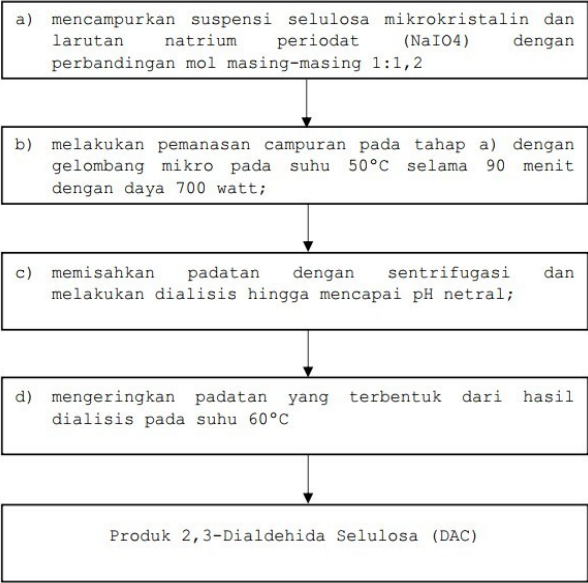 a) mencampurkan suspensi selulosa mikrokristalin dan
larutan natrium periodat (NaIO4) dengan
perbandingan mol masing-masing 1:1,2
b) melakukan pemanasan campuran pada tahap a) dengan
gelombang mikro pada suhu 50°C selama 90 menit
dengan daya 700 watt;
c) memisahkan padatan dengan sentrifugasi dan
melakukan dialisis hingga mencapai pH netral;
d) mengeringkan padatan yang terbentuk dari hasil
dialisis pada suhu 60°C
Produk 2,3-Dialdehida Selulosa (DAC)